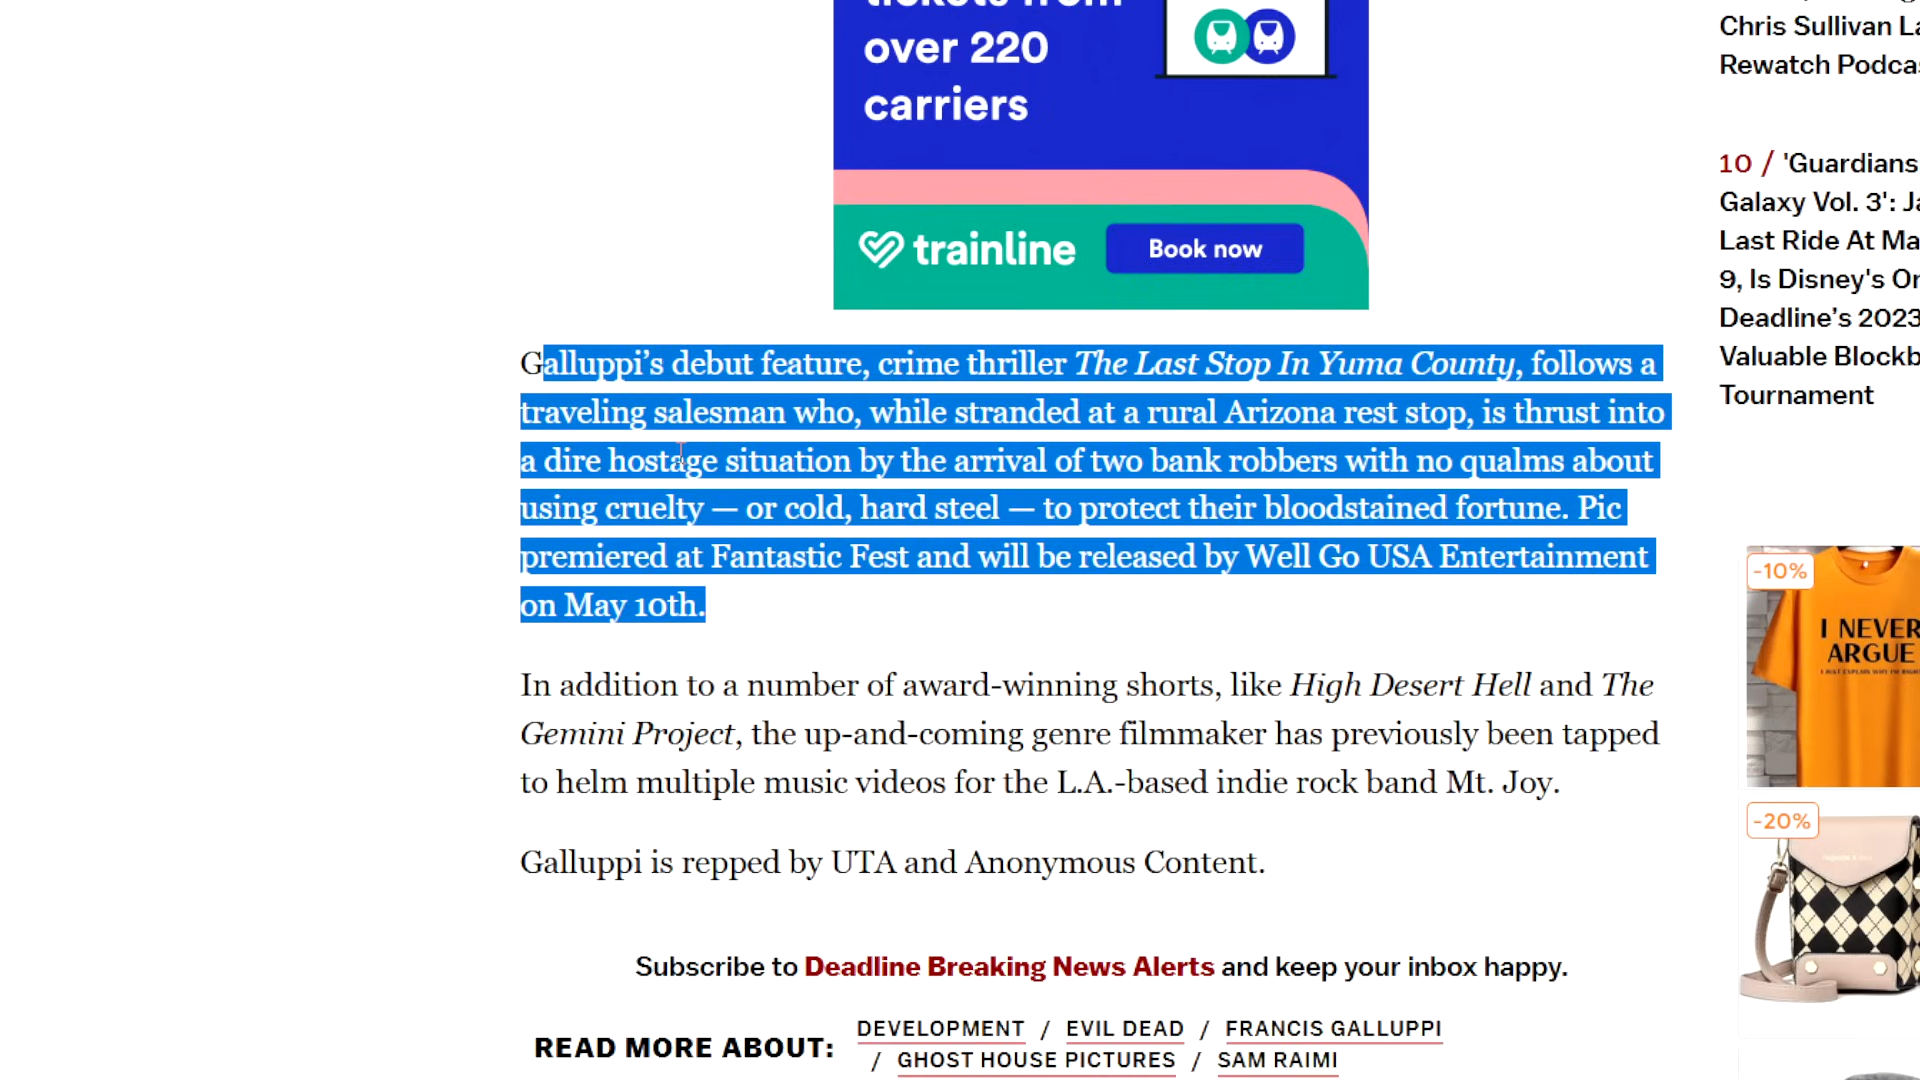 over 220
carriers
trainline
Book now
Galluppi’s debut feature, crime thriller The Last Stop In Yuma County, follows a
traveling salesman who, while stranded at a rural Arizona rest stop, is thrust into
a dire hostage situation by the arrival of two bank robbers with no qualms about
using cruelty — or cold, hard steel — to protect their bloodstained fortune. Pic
premiered at Fantastic Fest and will be released by Well Go USA Entertainment
on May 10th.
In addition to a number of award-winning shorts, like High Desert Hell and The
Gemini Project, the up-and-coming genre filmmaker has previously been tapped
to helm multiple music videos for the L.A.-based indie rock band Mt. Joy.
Galluppi is repped by UTA and Anonymous Content.
Subscribe to Deadline Breaking News Alerts and keep your inbox happy.
READ MORE ABOUT:
DEVELOPMENT / EVIL DEAD / FRANCIS GALLUPPI
/ GHOST HOUSE PICTURES / SAM RAIMI
Chris Sullivan La
Rewatch Podcas
10 / 'Guardians
Galaxy Vol. 3': Ja
Last Ride At Ma
9, Is Disney's On
Deadline’s 2023
Valuable Blockb
Tournament
-10%
I NEVER
ARGUE
-20%